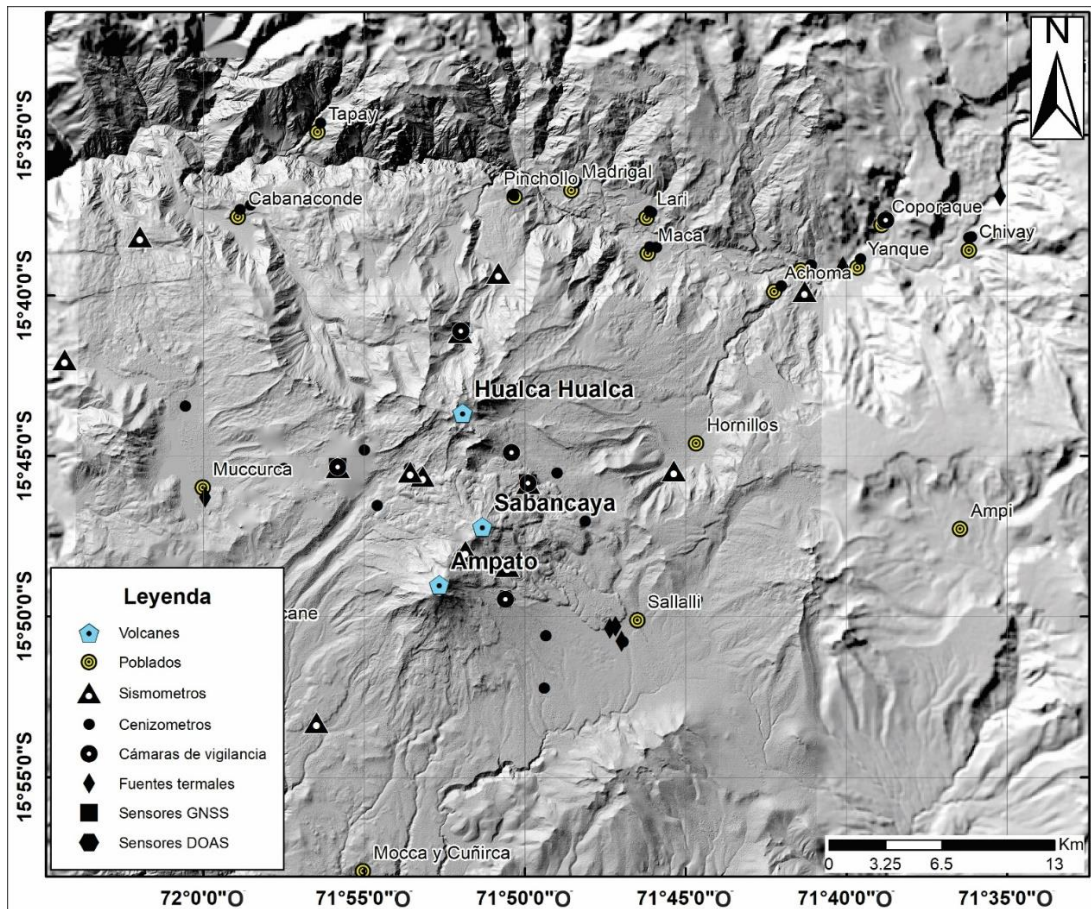 N
Tapay
Pinchollo
Madrigal
Cabanaconde
Lari
Coporaque
Maca
Yanque
Chivay
Achoma
Hualca Hualca
Hornillos
Muccurca
Sabancaya
Ampi
Ampato
Sallalli
cane
Mocca y Cuñirca
Leyenda
Volcanes
Poblados
Sismometros
Cenizometros
Cámaras de vigilancia
Fuentes termales
Sensores GNSS
Sensores DOAS
Km
0 3.25 6.5 13
15°35'0"S
15°40'0"S
15°45'0"S
15°50'0"S
15°55'0"S
72°0'0"O 71°55'0"O 71°50'0"O 71°45'0"O 71°40'0"O 71°35'0"O